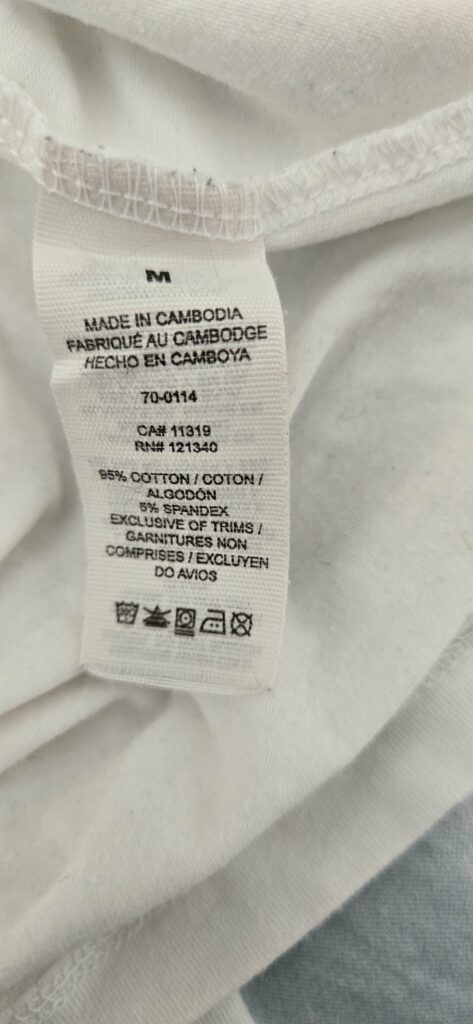 M
MADE IN CAMBODIA
FABRIQUÉ AU CAMBODGE
HECHO EN CAMBOYA
70-0114
CA# 11319
RN# 121340
95% COTTON / COTON /
ALGODÓN
5% SPANDEX
EXCLUSIVE OF TRIMS /
GARNITURES NON
COMPRISES / EXCLUYEN
DO AVIOS